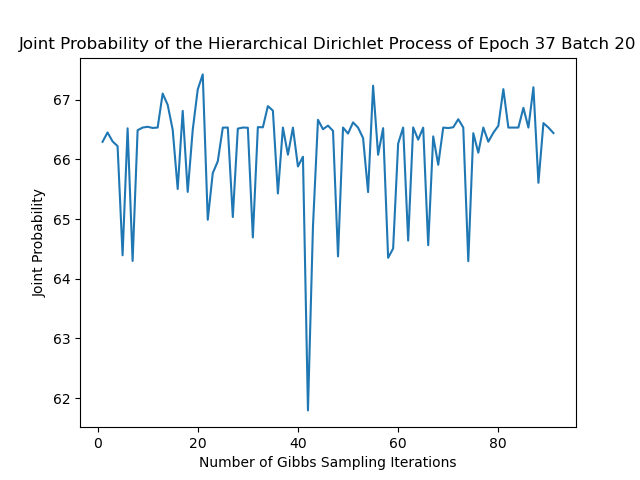 Joint Probability of the Hierarchical Dirichlet Process of Epoch 37 Batch 20
67
66
65
64
63
62
Joint Probability
0 20 40 60 80
Number of Gibbs Sampling Iterations